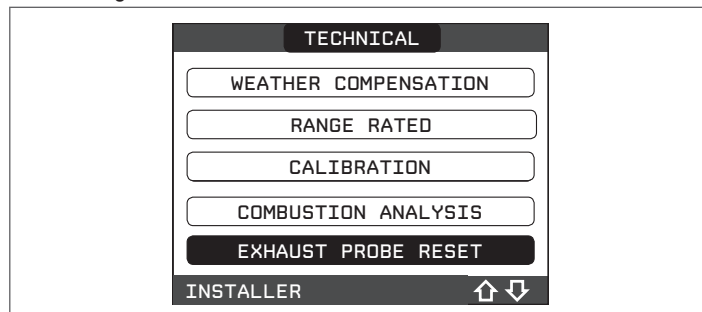 TECHNICAL
WEATHER COMPENSATION
RANGE RATED
CALIBRATION
COMBUSTION ANALYSIS
EXHAUST PROBE RESET
INSTALLER